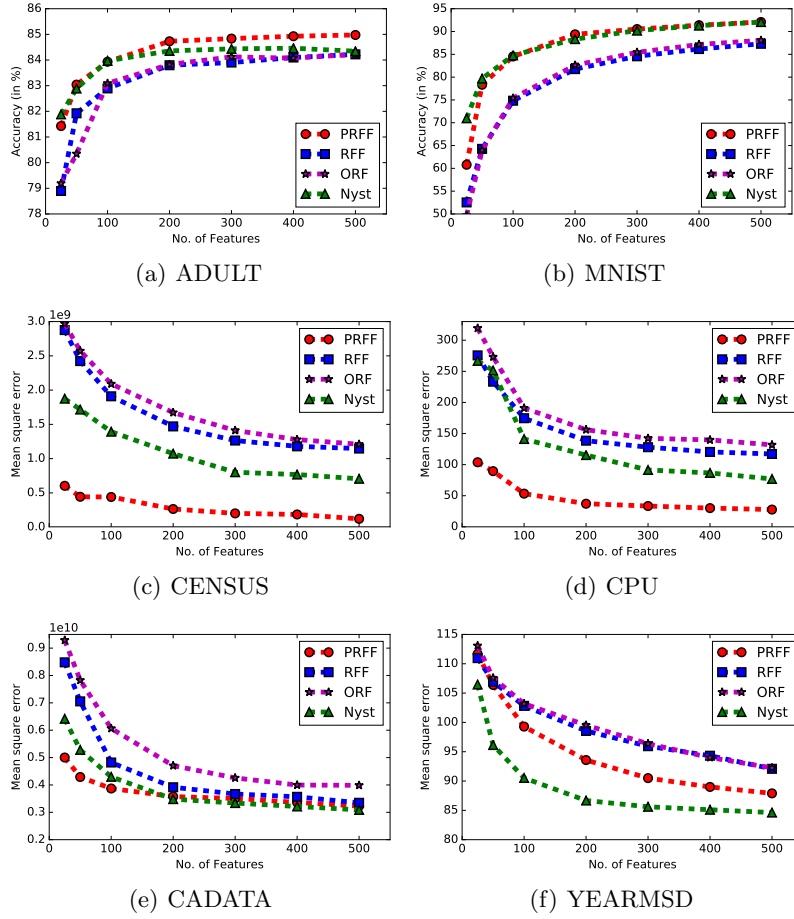 86
85
84
83
82
81
80
79
78
Accuracy (in %)
0 100 200 300 400 500
No. of Features
PRFF
RFF
ORF
Nyst
(a) ADULT
95
90
85
80
75
70
65
60
55
50
Accuracy (in %)
0 100 200 300 400 500
No. of Features
PRFF
RFF
ORF
Nyst
(b) MNIST
1e9
3.0
2.5
2.0
1.5
1.0
0.5
0.0
Mean square error
0 100 200 300 400 500
No. of Features
PRFF
RFF
ORF
Nyst
(c) CENSUS
300
250
200
150
100
50
0
Mean square error
0 100 200 300 400 500
No. of Features
PRFF
RFF
ORF
Nyst
(d) CPU
1e10
0.9
0.8
0.7
0.6
0.5
0.4
0.3
0.2
Mean square error
0 100 200 300 400 500
No. of Features
PRFF
RFF
ORF
Nyst
(e) CADATA
115
110
105
100
95
90
85
80
Mean square error
0 100 200 300 400 500
No. of Features
PRFF
RFF
ORF
Nyst
(f) YEARMSD